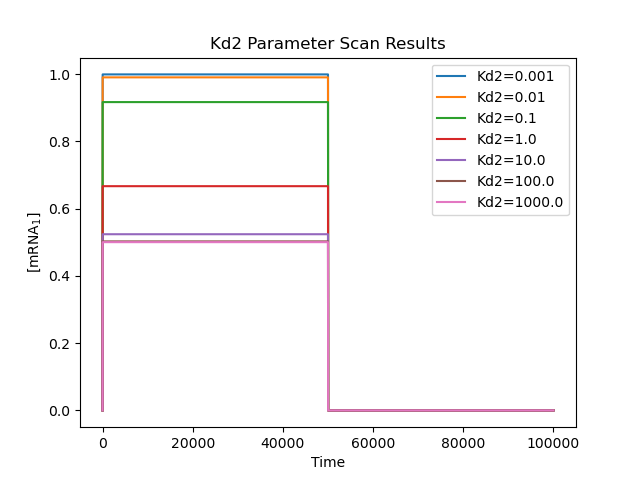 Kd2 Parameter Scan Results
1.0
0.8
0.6
0.4
0.2
0.0
[mRNA₁]
Kd2=0.001
Kd2=0.01
Kd2=0.1
Kd2=1.0
Kd2=10.0
Kd2=100.0
Kd2=1000.0
0 20000 40000 60000 80000 100000
Time